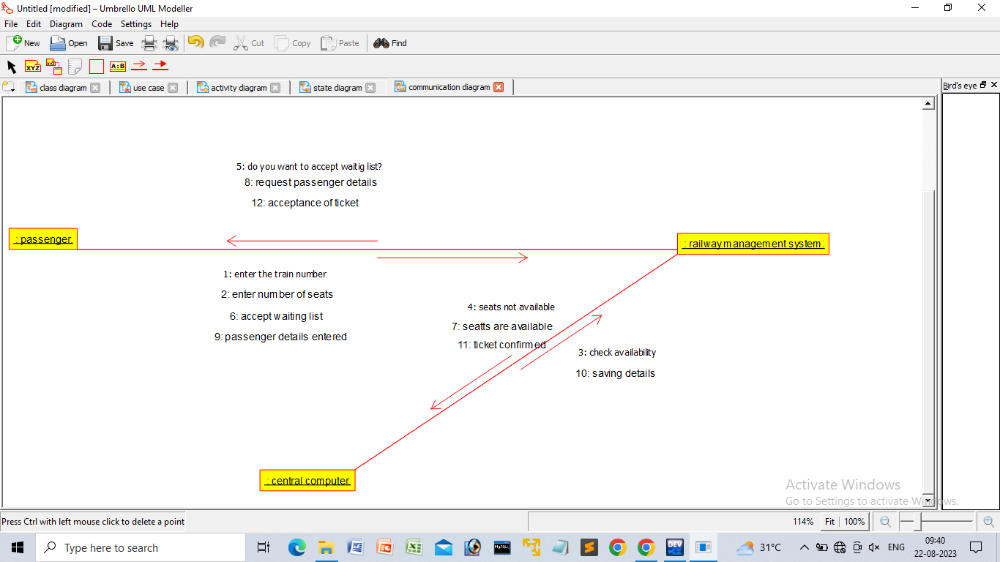 Untitled [modified] – Umbrello UML Modeller
File Edit Diagram Code Settings Help
New Open Save Cut Copy Paste Find
XYZ XYZ A:B
class diagram use case activity diagram state diagram communication diagram Bird's eye
5: do you want to accept waitig list?
8: request passenger details
12: acceptance of ticket
: passenger
: railway management system
1: enter the train number
2: enter number of seats
6: accept waiting list
9: passenger details entered
4: seats not available
7: seatts are available
11: ticket confirmed
3: check availability
10: saving details
: central computer
Activate Windows
Go to Settings to activate Windows.
Press Ctrl with left mouse click to delete a point 114% Fit 100%
Type here to search
MySQL
DEV
31°C ENG
09:40
22-08-2023